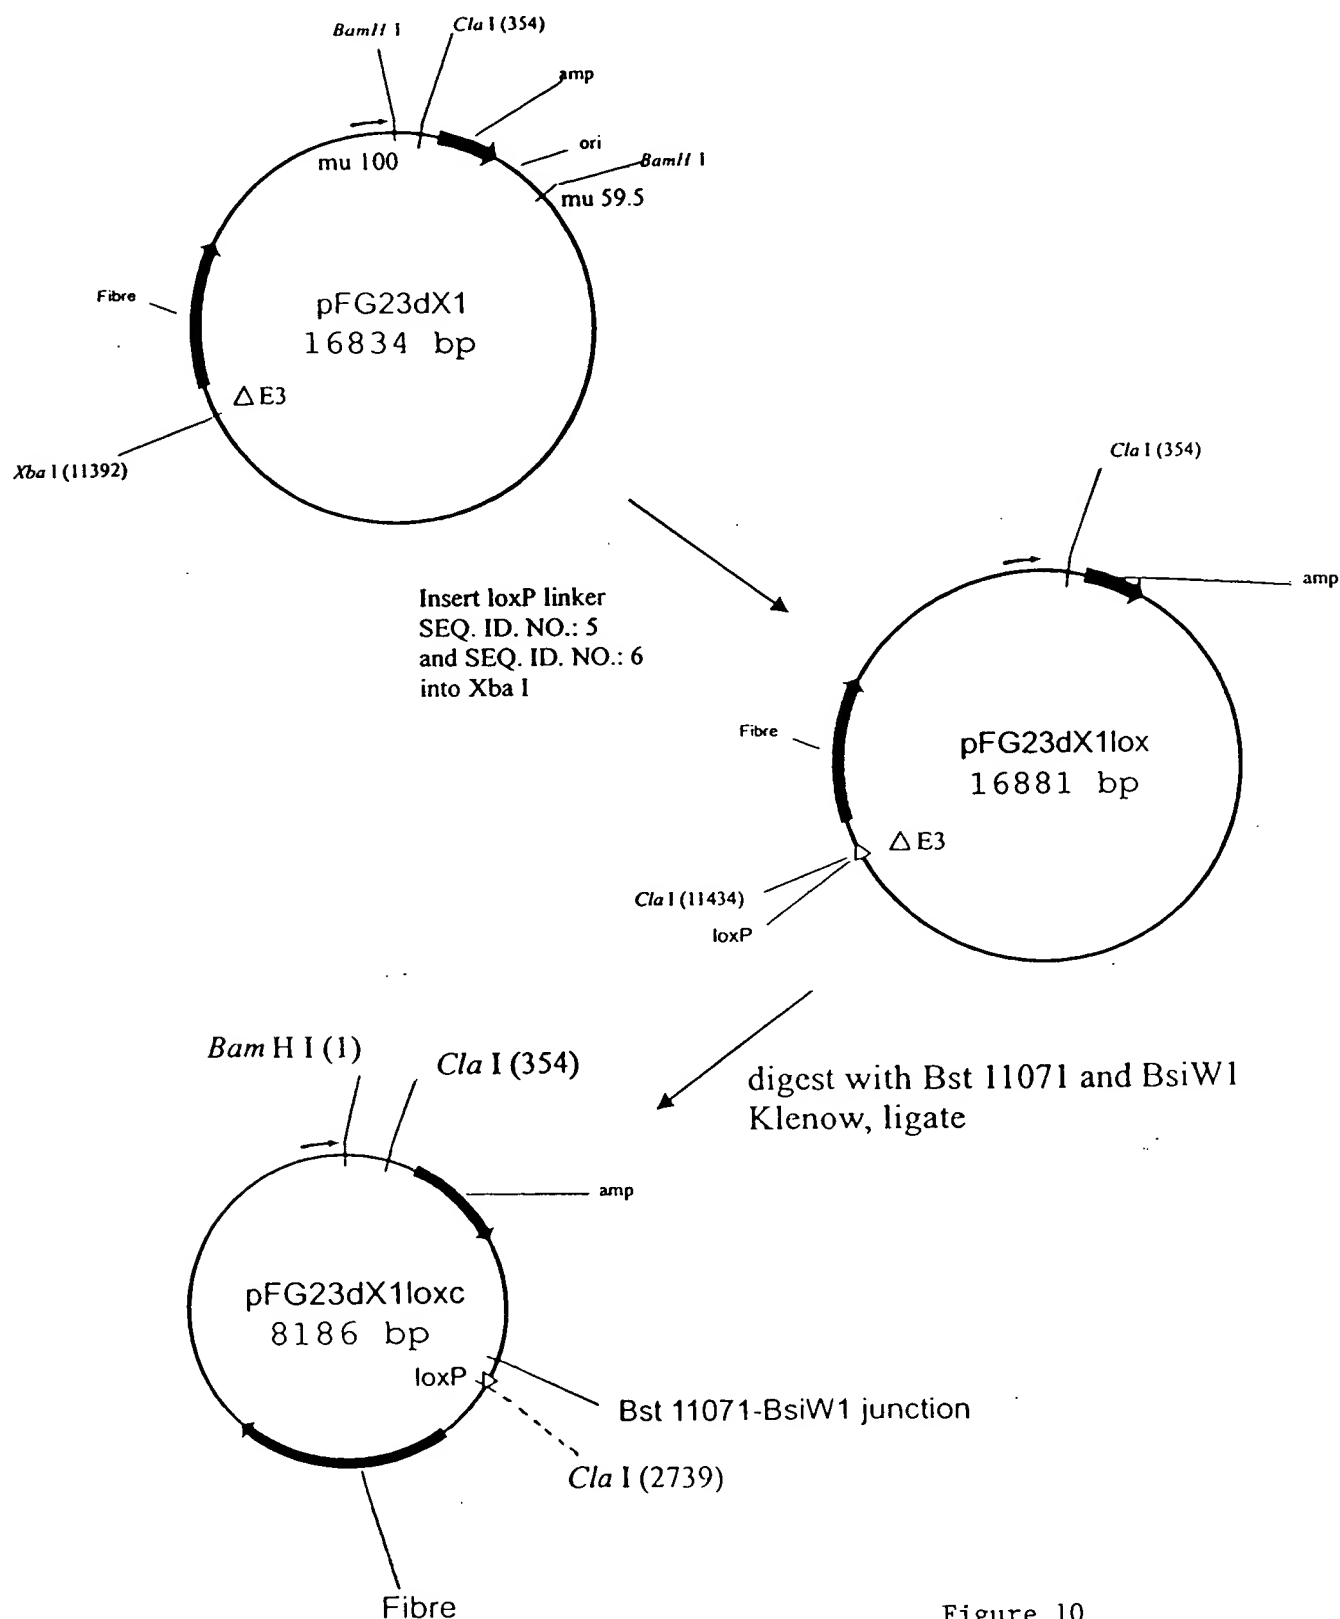 BamH I
Cla I (354)
amp
ori
BamH I
mu 100
mu 59.5
Fibre
pFG23dX1
16834 bp
△ E3
Xba I (11392)
Cla I (354)
amp
Insert loxP linker
SEQ. ID. NO.: 5
and SEQ. ID. NO.: 6
into Xba I
Fibre
pFG23dX1lox
16881 bp
△ E3
Cla I (11434)
loxP
Bam H I (1)
Cla I (354)
digest with Bst 11071 and BsiW1
Klenow, ligate
amp
pFG23dX1loxc
8186 bp
loxP
Bst 11071-BsiW1 junction
Cla I (2739)
Fibre
Figure 10